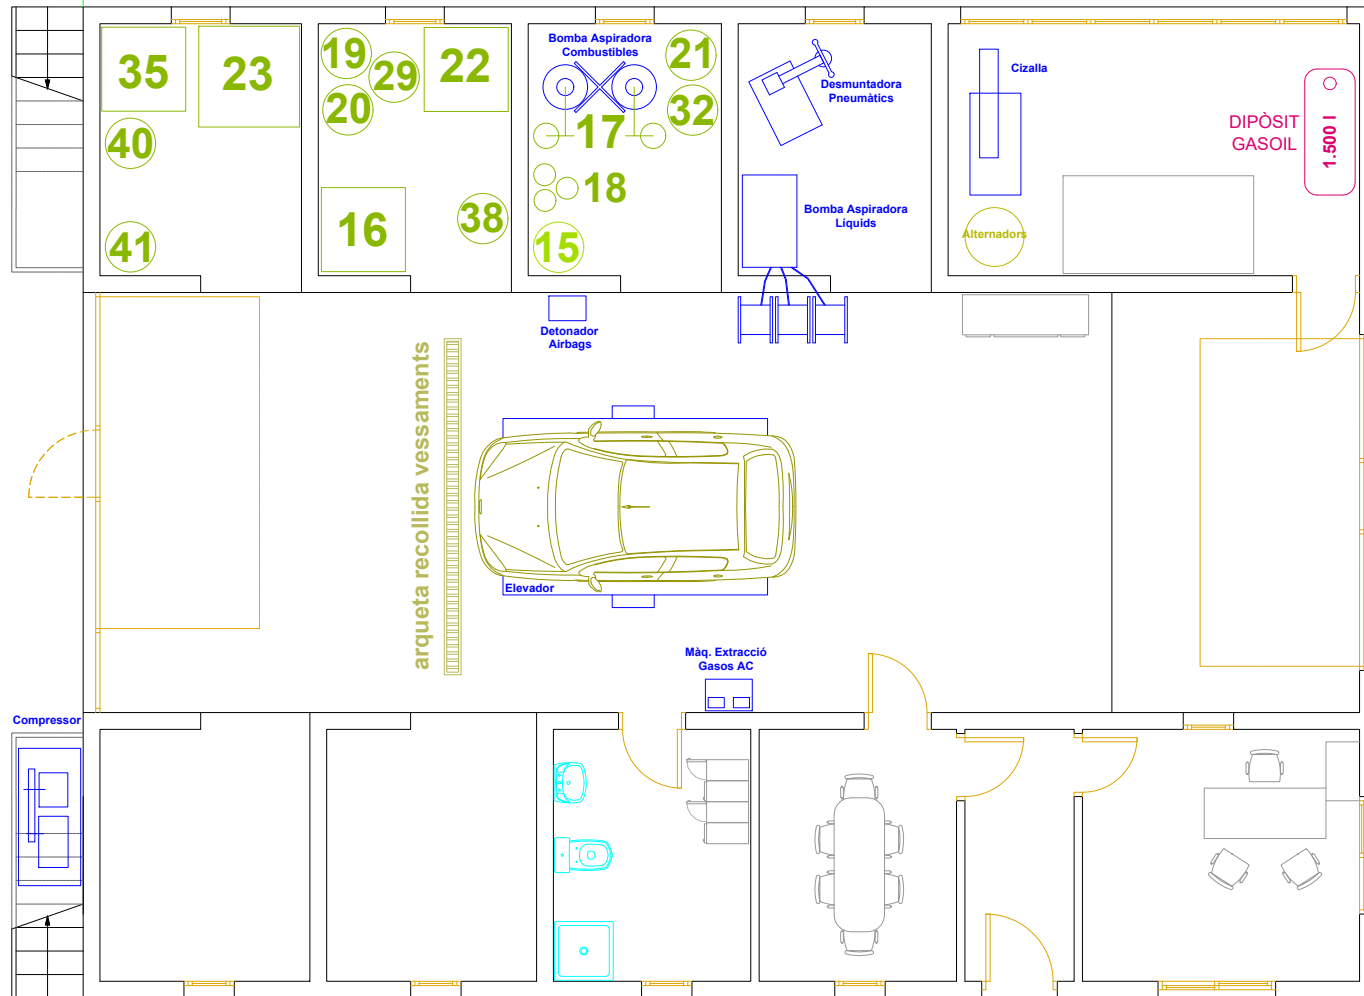 35
23
40
41
19
29
20
22
16
38
Bomba Aspiradora
Combustibles
21
32
17
18
15
Desmuntadora
Pneumàtics
Bomba Aspiradora
Líquids
Cizalla
Alternadors
DIPÒSIT
GASOIL
1.500 l
Detonador
Airbags
arqueta recollida vessaments
Elevador
Màq. Extracció
Gasos AC
Compressor